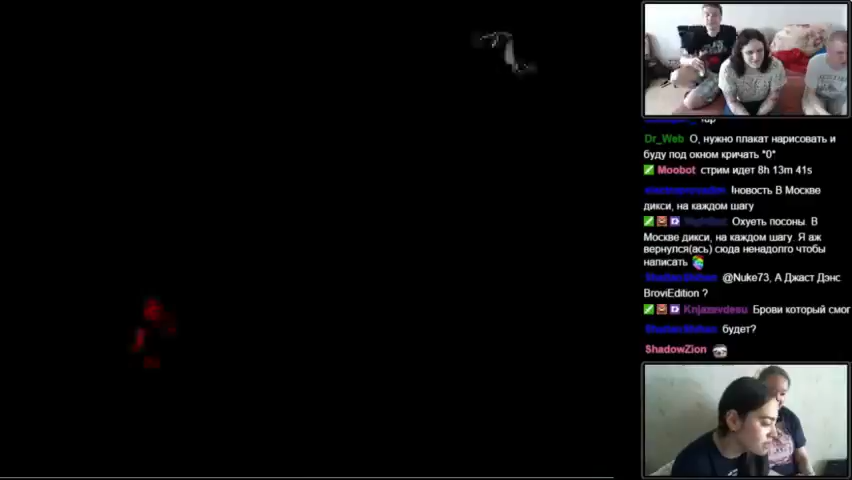 Dr_Web О, нужно плакат нарисовать и
буду под окном кричать *0*
Moobot стрим идет 8h 13m 41s
!новость В Москве
дикси, на каждом шагу
Охуеть посоны. В
Москве дикси, на каждом шагу. Я аж
вернулся(ась) сюда ненадолго чтобы
написать
@Nuke73, А Джаст Дэнс
BroviEdition ?
Knjazevdesu Брови который смог
будет?
ShadowZion